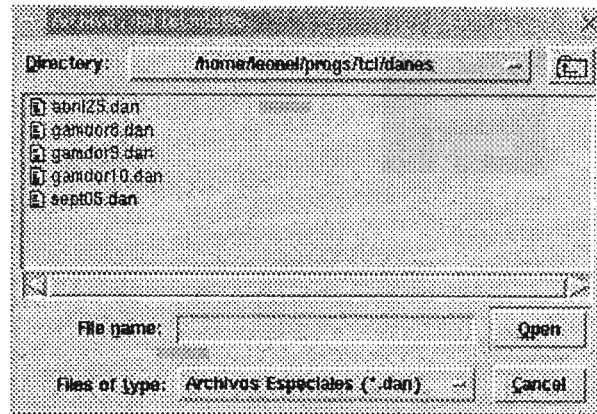 Directory: /home/leonel/progs/tcl/danes
abril25.dan
gamdor8.dan
gamdor9.dan
gamdor10.dan
sept05.dan
File name: Open
Files of type: Archivos Especiales (*.dan) Cancel